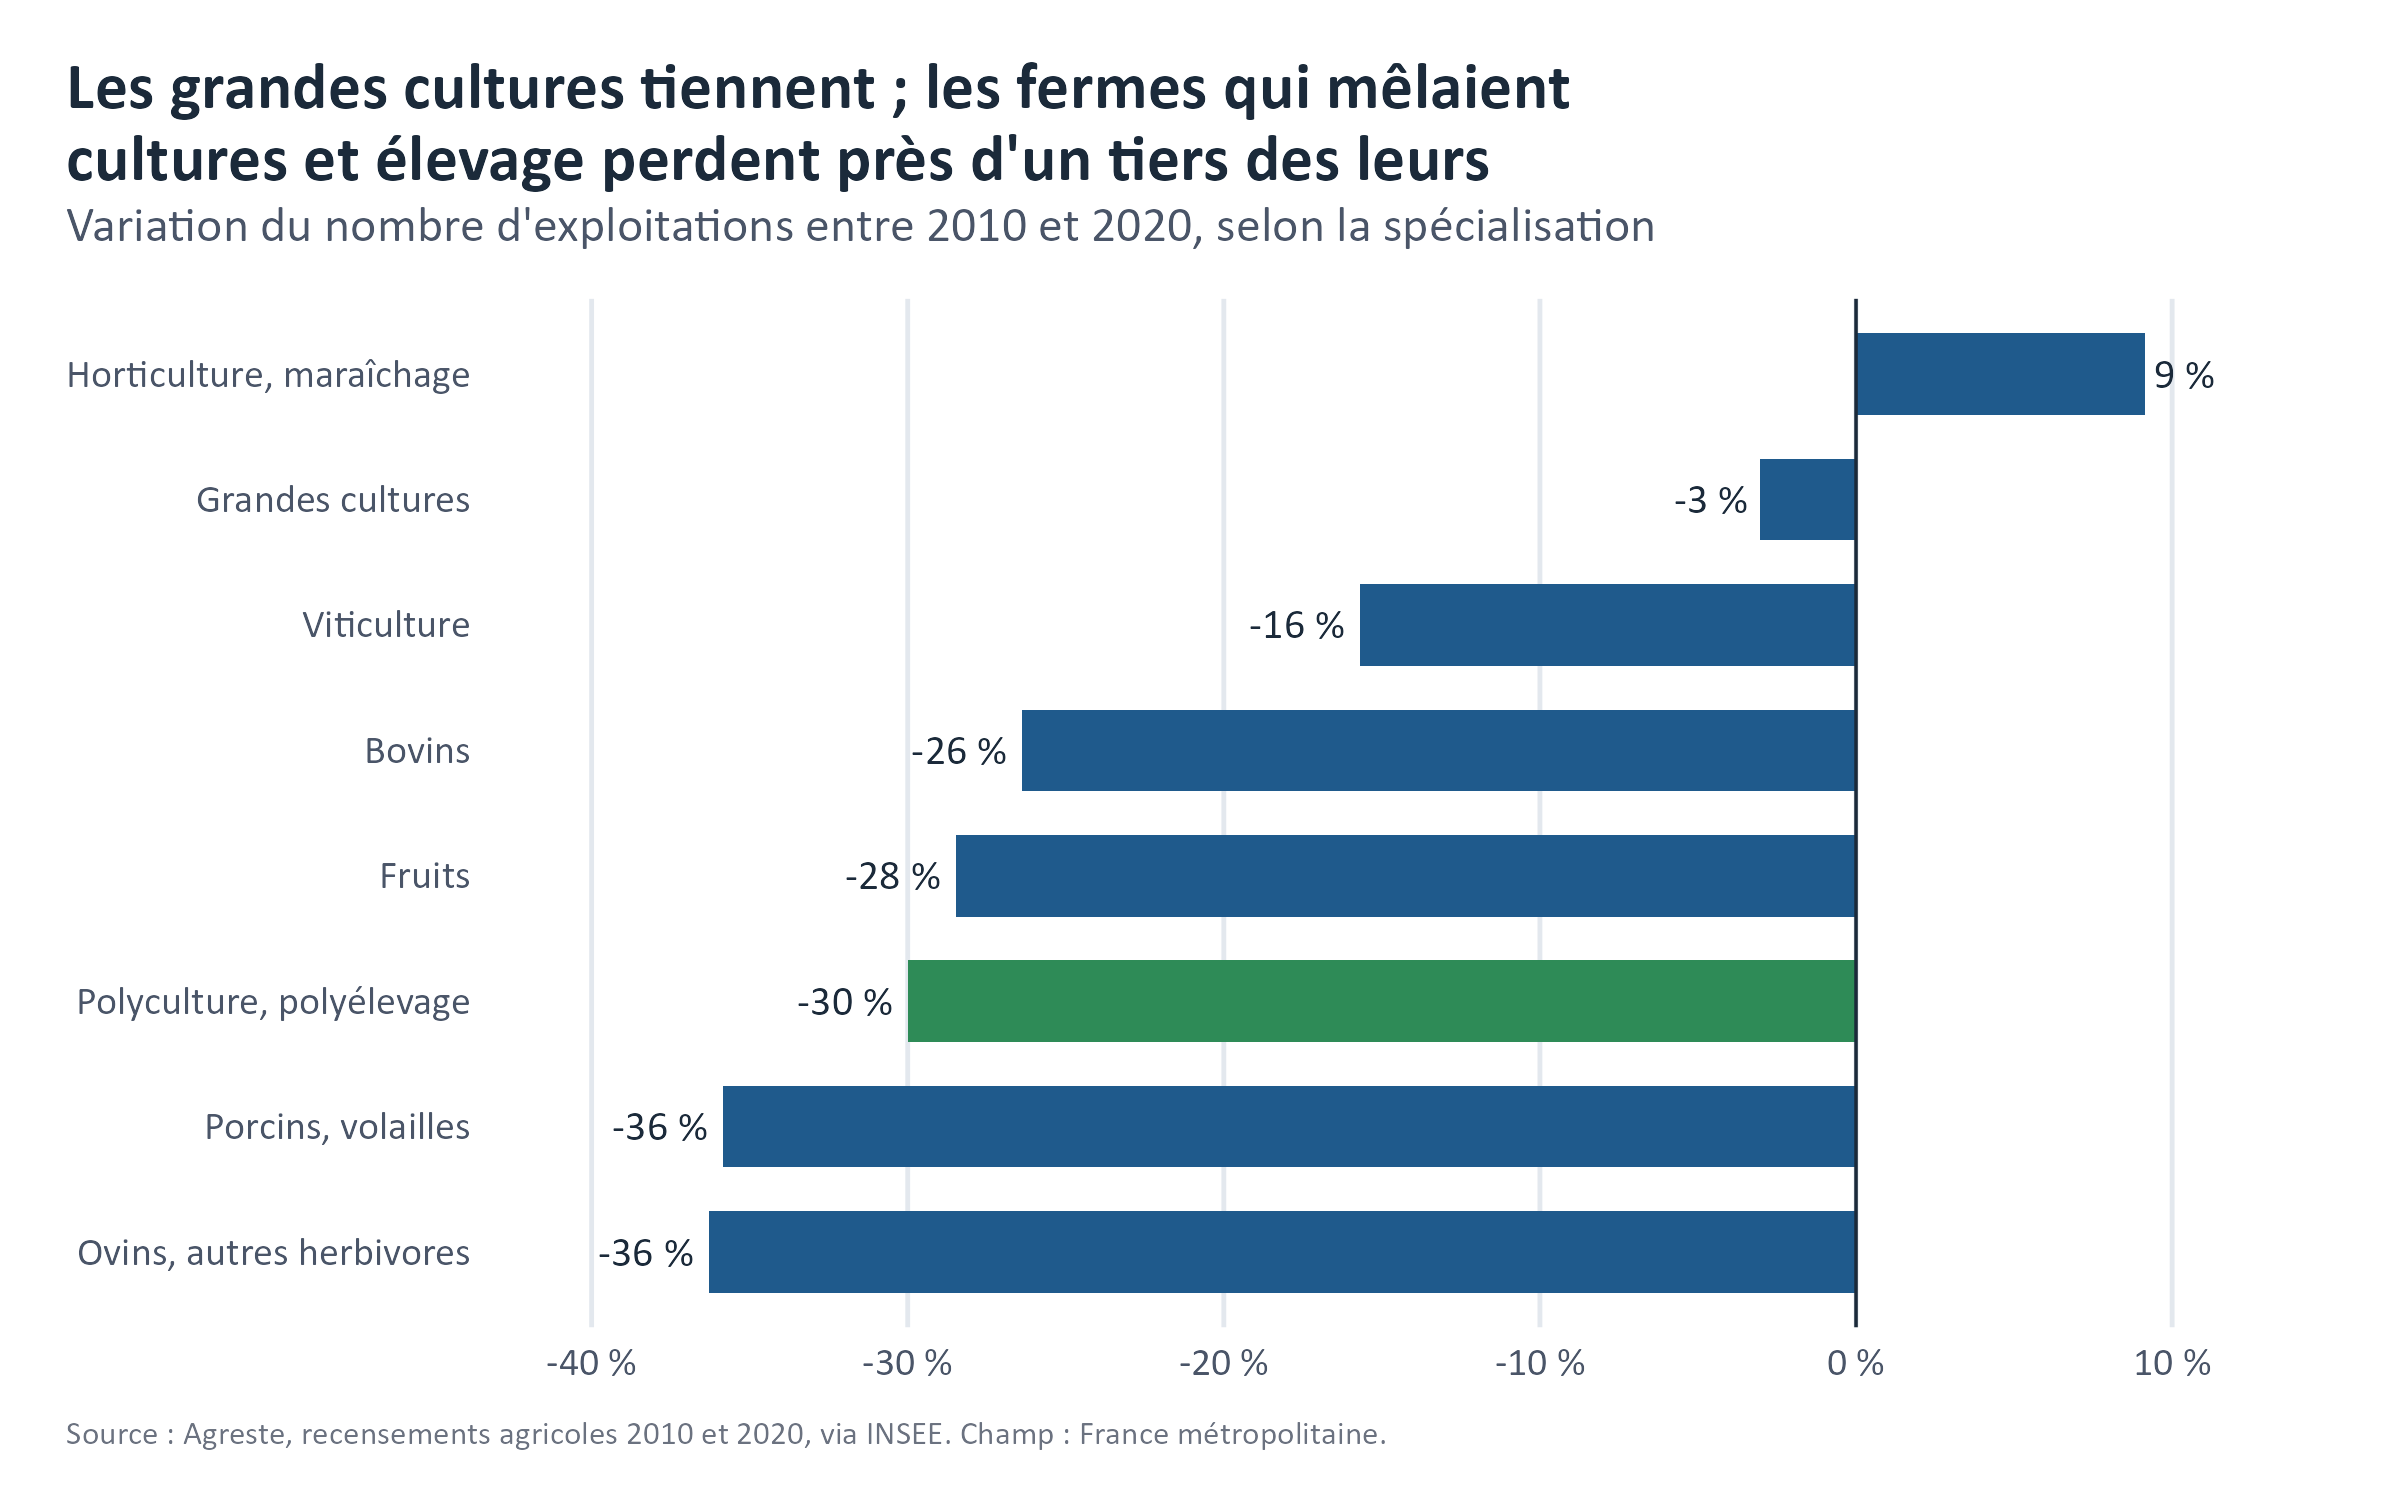 Les grandes cultures tiennent ; les fermes qui mêlaient
cultures et élevage perdent près d'un tiers des leurs
Variation du nombre d'exploitations entre 2010 et 2020, selon la spécialisation
Horticulture, maraîchage
9 %
Grandes cultures
-3 %
Viticulture
-16 %
Bovins
-26 %
Fruits
-28 %
Polyculture, polyélevage
-30 %
Porcins, volailles
-36 %
Ovins, autres herbivores
-36 %
-40 %
-30 %
-20 %
-10 %
0 %
10 %
Source : Agreste, recensements agricoles 2010 et 2020, via INSEE. Champ : France métropolitaine.